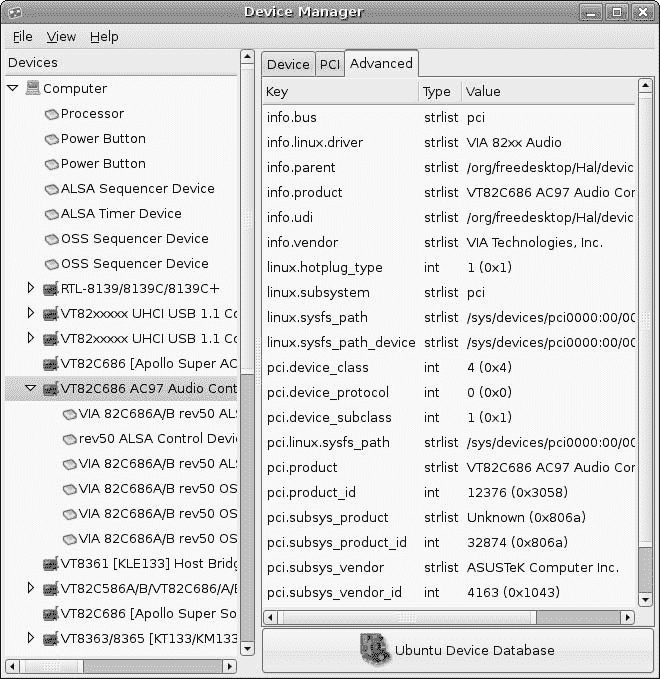 Device Manager
File View Help
Devices
Computer
Processor
Power Button
Power Button
ALSA Sequencer Device
ALSA Timer Device
OSS Sequencer Device
OSS Sequencer Device
RTL-8139/8139C/8139C+
VT82xxxxx UHCI USB 1.1 Co
VT82xxxxx UHCI USB 1.1 Co
VT82C686 [Apollo Super AC
VT82C686 AC97 Audio Cont
VIA 82C686A/B rev50 AL
rev50 ALSA Control Devi
VIA 82C686A/B rev50 AL
VIA 82C686A/B rev50 OS
VIA 82C686A/B rev50 OS
VIA 82C686A/B rev50 OS
VT8361 [KLE133] Host Bridg
VT82C586A/B/VT82C686/A/B
VT82C686 [Apollo Super So
VT8363/8365 [KT133/KM133
Device PCI Advanced
Key Type Value
info.bus strlist pci
info.linux.driver strlist VIA 82xx Audio
info.parent strlist /org/freedesktop/Hal/devic
info.product strlist VT82C686 AC97 Audio Cor
info.udi strlist /org/freedesktop/Hal/devic
info.vendor strlist VIA Technologies, Inc.
linux.hotplug_type int 1 (0x1)
linux.subsystem strlist pci
linux.sysfs_path strlist /sys/devices/pci0000:00/00
linux.sysfs_path_device strlist /sys/devices/pci0000:00/00
pci.device_class int 4 (0x4)
pci.device_protocol int 0 (0x0)
pci.device_subclass int 1 (0x1)
pci.linux.sysfs_path strlist /sys/devices/pci0000:00/00
pci.product strlist VT82C686 AC97 Audio Cor
pci.product_id int 12376 (0x3058)
pci.subsys_product strlist Unknown (0x806a)
pci.subsys_product_id int 32874 (0x806a)
pci.subsys_vendor strlist ASUSTeK Computer Inc.
pci.subsys_vendor_id int 4163 (0x1043)
Ubuntu Device Database